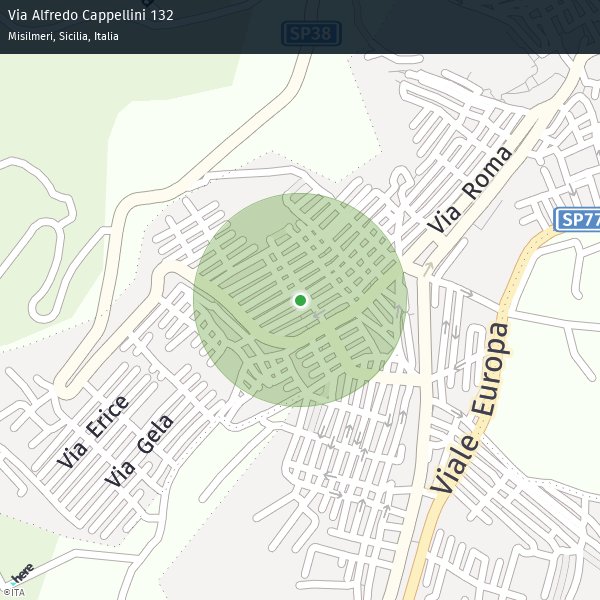 Via Alfredo Cappellini 132
Misilmeri, Sicilia, Italia
SP38
Via Roma
SP77
Viale Europa
Via Erice
Via Gela
here
©ITA